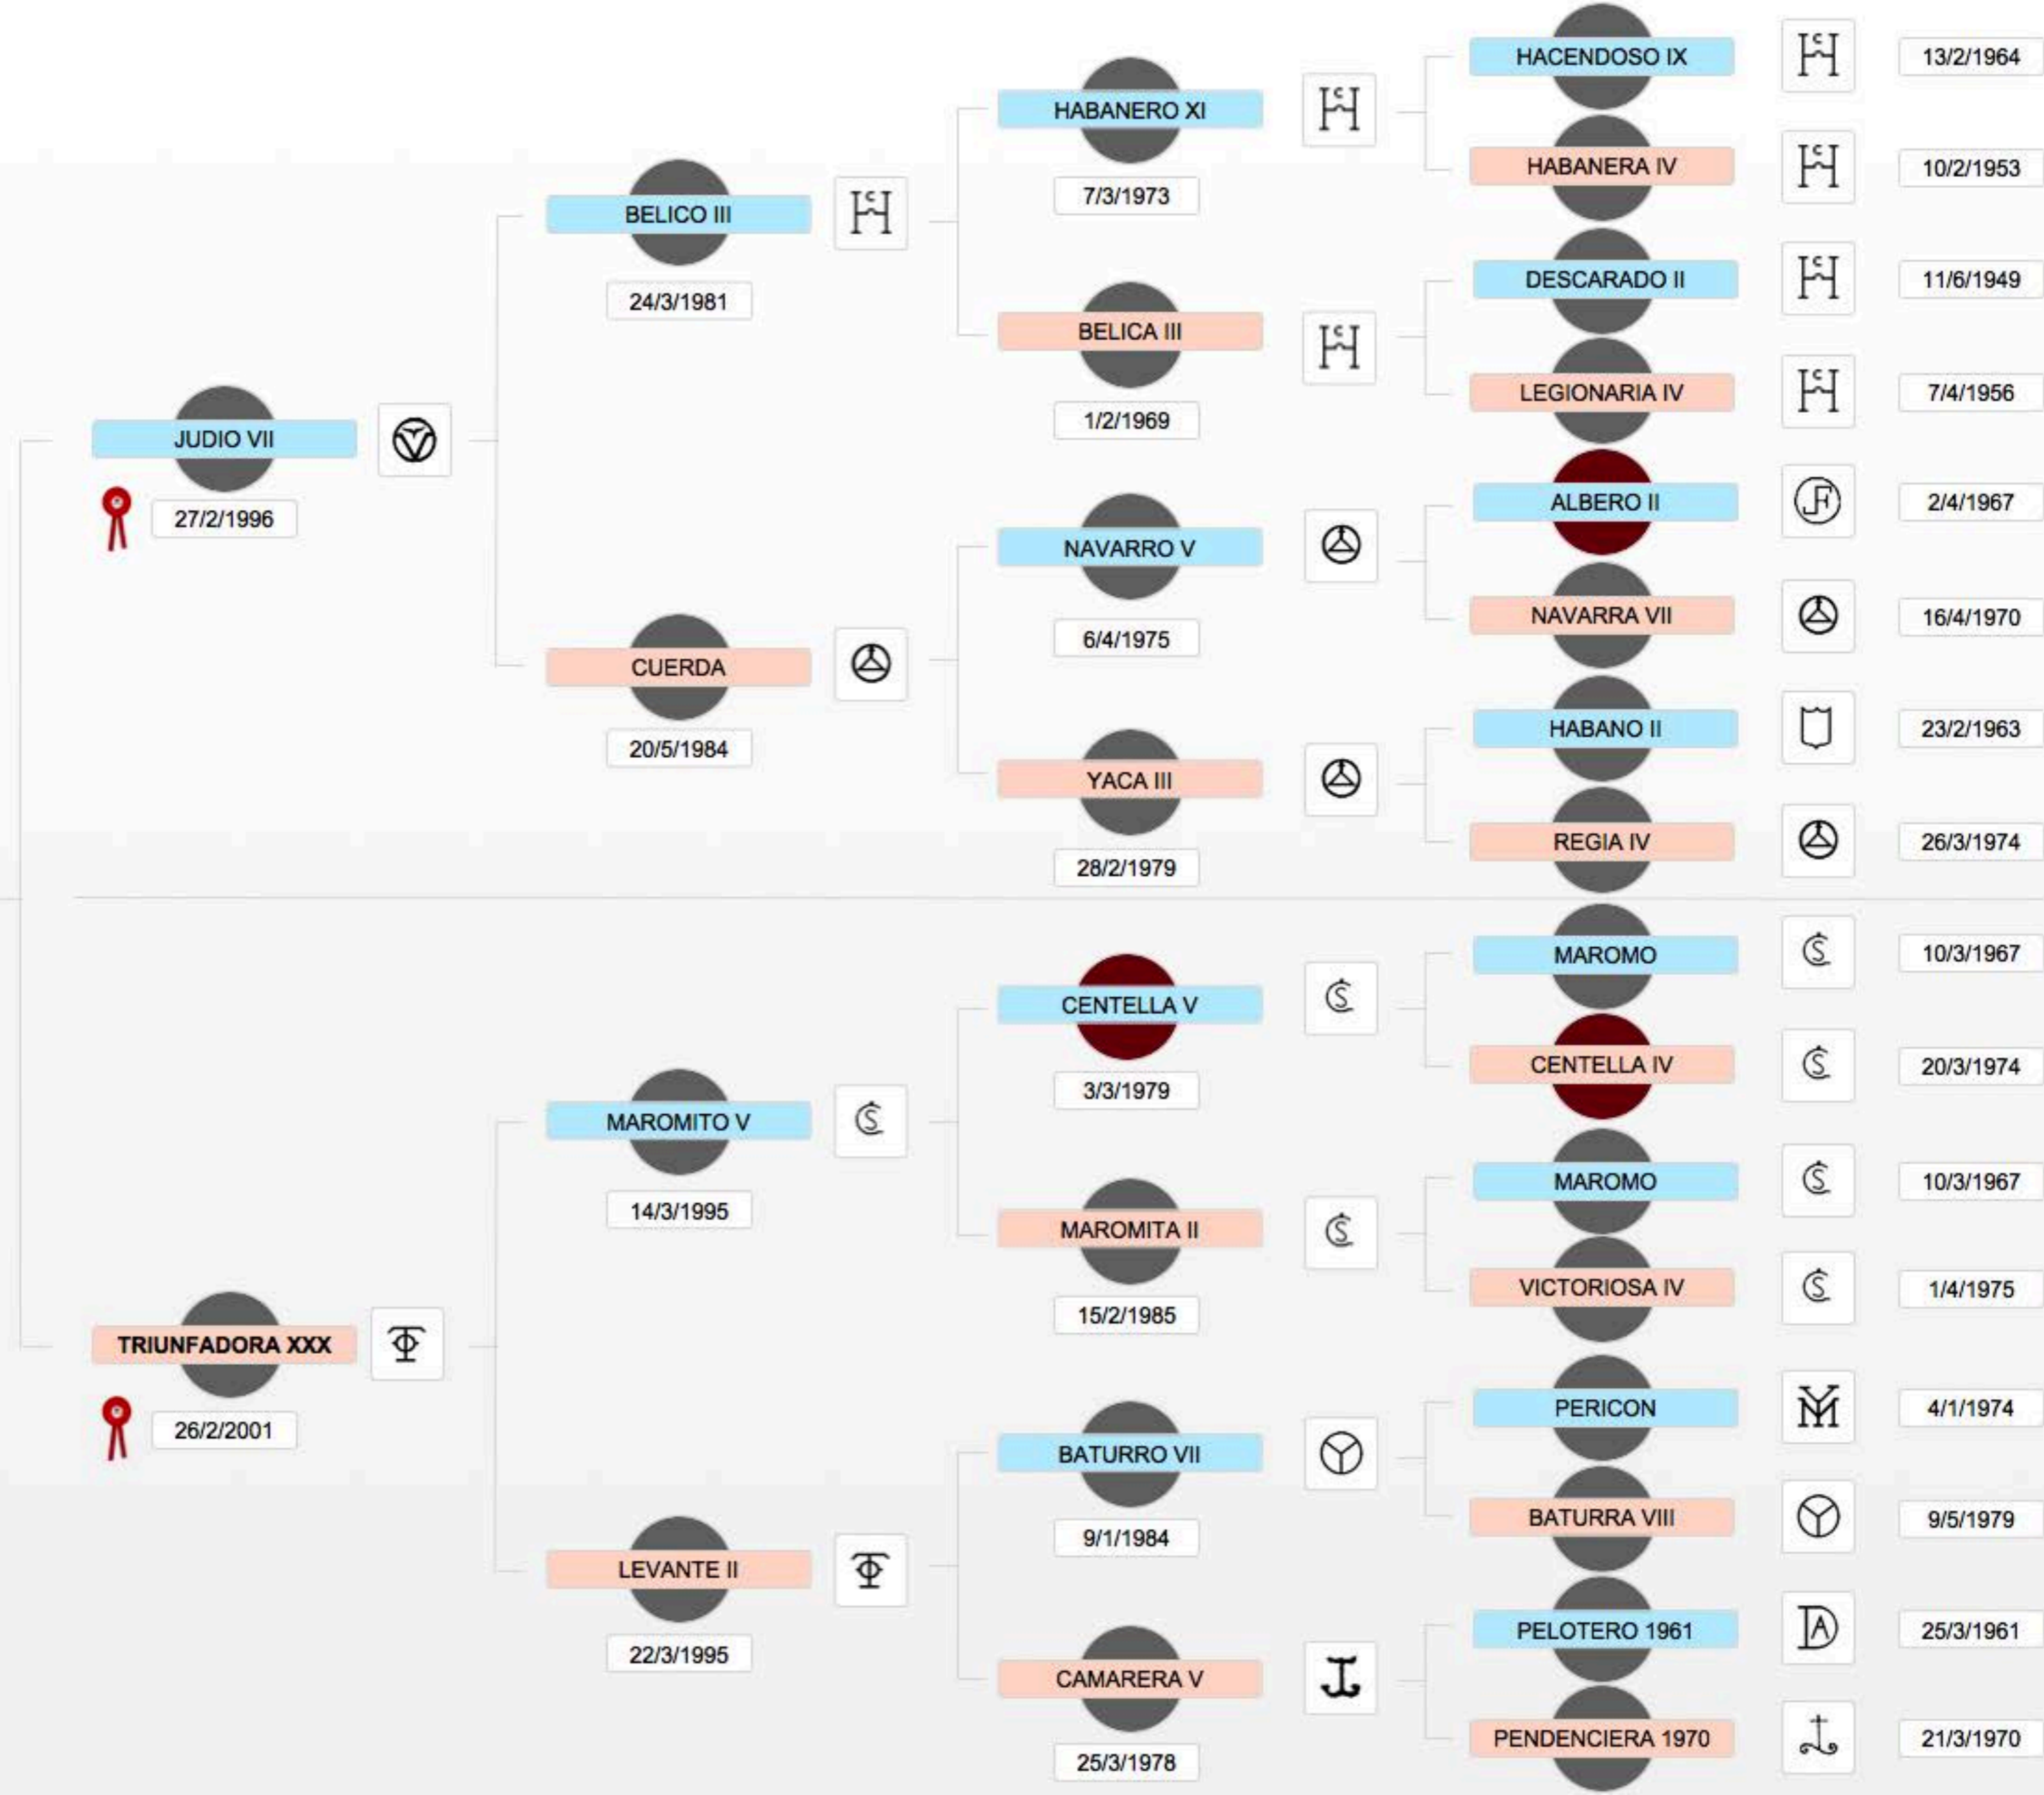 JUDIO VII
27/2/1996
BELICO III
24/3/1981
HABANERO XI
7/3/1973
HACENDOSO IX
13/2/1964
HABANERA IV
10/2/1953
BELICA III
1/2/1969
DESCARADO II
11/6/1949
LEGIONARIA IV
7/4/1956
CUERDA
20/5/1984
NAVARRO V
6/4/1975
ALBERO II
2/4/1967
NAVARRA VII
16/4/1970
YACA III
28/2/1979
HABANO II
23/2/1963
REGIA IV
26/3/1974
TRIUNFADORA XXX
26/2/2001
MAROMITO V
14/3/1995
CENTELLA V
3/3/1979
MAROMO
10/3/1967
CENTELLA IV
20/3/1974
MAROMITA II
15/2/1985
MAROMO
10/3/1967
VICTORIOSA IV
1/4/1975
LEVANTE II
22/3/1995
BATURRO VII
9/1/1984
PERICON
4/1/1974
BATURRA VIII
9/5/1979
CAMARERA V
25/3/1978
PELOTERO 1961
25/3/1961
PENDENCIERA 1970
21/3/1970